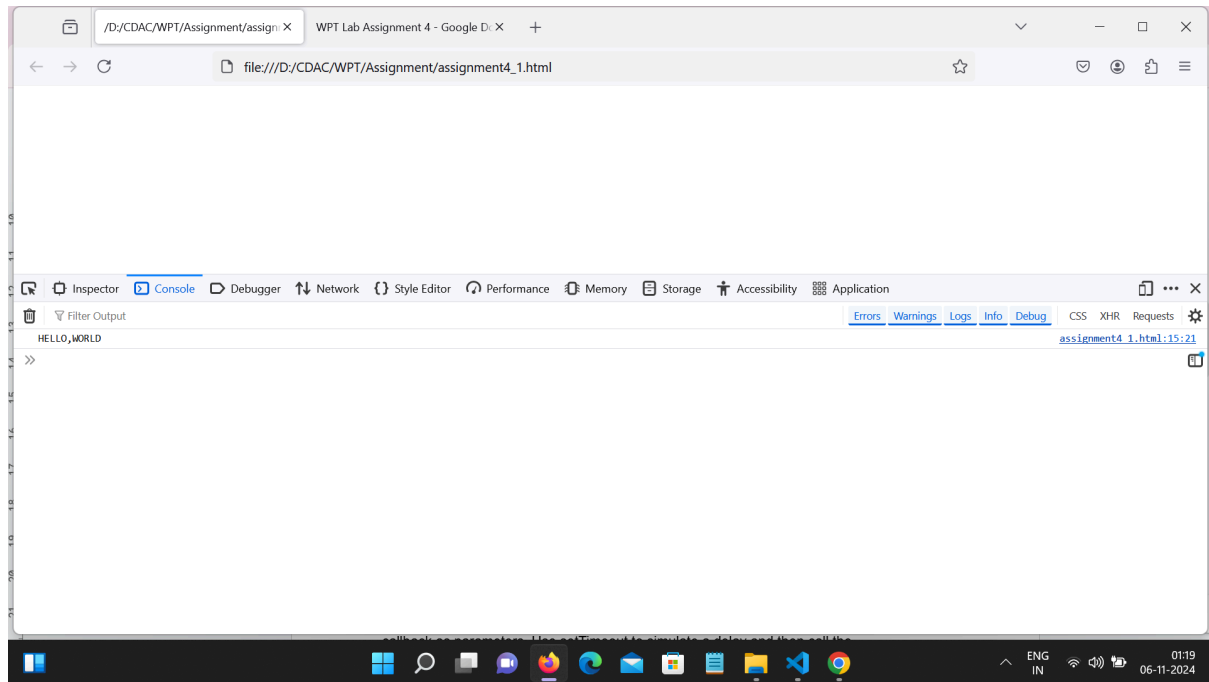 /D:/CDAC/WPT/Assignment/assign
WPT Lab Assignment 4 - Google Do
file:///D:/CDAC/WPT/Assignment/assignment4_1.html
Inspector Console Debugger Network Style Editor Performance Memory Storage Accessibility Application
Filter Output Errors Warnings Logs Info Debug CSS XHR Requests
HELLO,WORLD assignment4_1.html:15:21
ENG 01:19
IN 06-11-2024